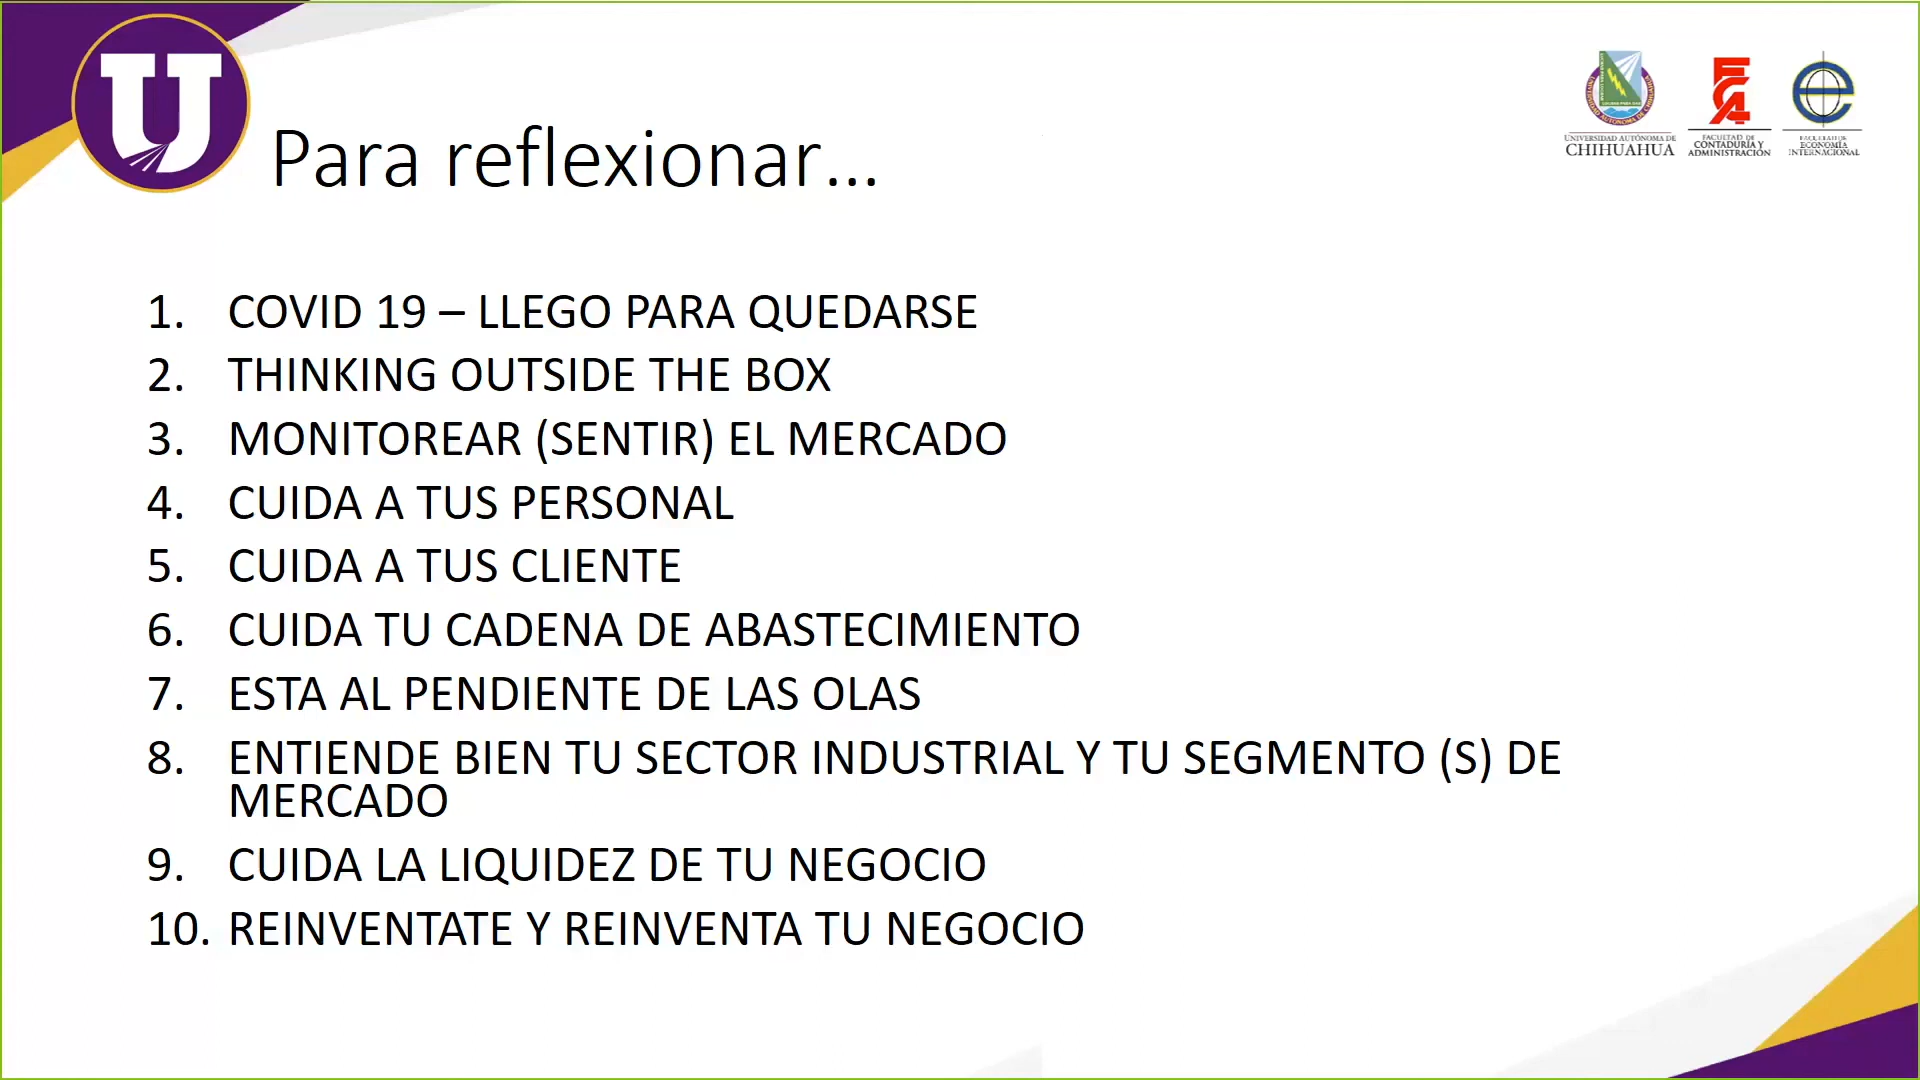 U
Para reflexionar...
UNIVERSIDAD AUTÓNOMA DE
CHIHUAHUA
FACULTAD DE
CONTADURÍA Y
ADMINISTRACIÓN
FACULTAD DE
ECONOMÍA
INTERNACIONAL
1. COVID 19 – LLEGO PARA QUEDARSE
2. THINKING OUTSIDE THE BOX
3. MONITOREAR (SENTIR) EL MERCADO
4. CUIDA A TUS PERSONAL
5. CUIDA A TUS CLIENTE
6. CUIDA TU CADENA DE ABASTECIMIENTO
7. ESTA AL PENDIENTE DE LAS OLAS
8. ENTIENDE BIEN TU SECTOR INDUSTRIAL Y TU SEGMENTO (S) DE
MERCADO
9. CUIDA LA LIQUIDEZ DE TU NEGOCIO
10. REINVENTATE Y REINVENTA TU NEGOCIO